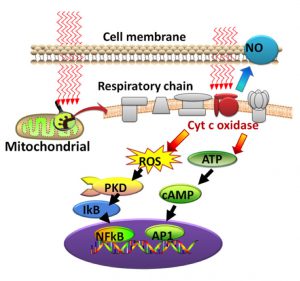 Cell membrane
NO
Respiratory chain
Cyt c oxidase
Mitochondrial
ROS
ATP
PKD
cAMP
IkB
NFkB
AP1